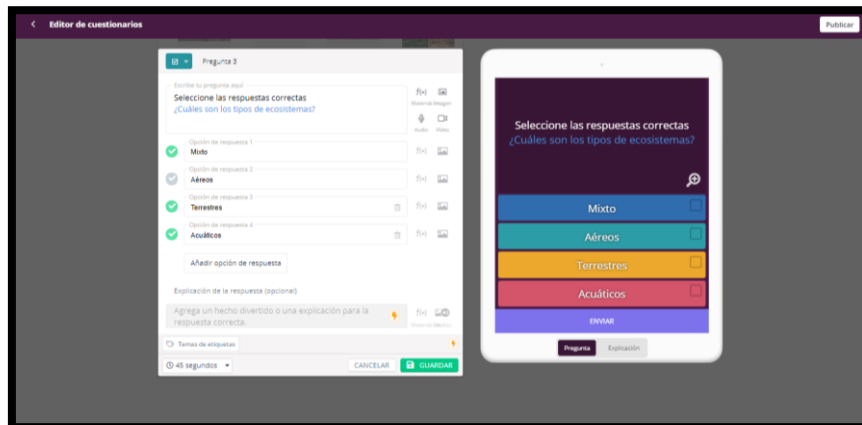 Editor de cuestionarios
Publicar
Pregunta 3
Escribe tu pregunta aquí
Seleccione las respuestas correctas
¿Cuáles son los tipos de ecosistemas?
f(x)
Audio Vídeo
Opción de respuesta 1
Mixto
f(x)
Opción de respuesta 2
Aéreos
f(x)
Opción de respuesta 3
Terrestres
f(x)
Opción de respuesta 4
Acuáticos
f(x)
Añadir opción de respuesta
Explicación de la respuesta (opcional)
Agrega un hecho divertido o una explicación para la
respuesta correcta.
f(x)
Temas de etiquetas
45 segundos
CANCELAR
GUARDAR
Seleccione las respuestas correctas
¿Cuáles son los tipos de ecosistemas?
Mixto
Aéreos
Terrestres
Acuáticos
ENVIAR
Pregunta
Explicación